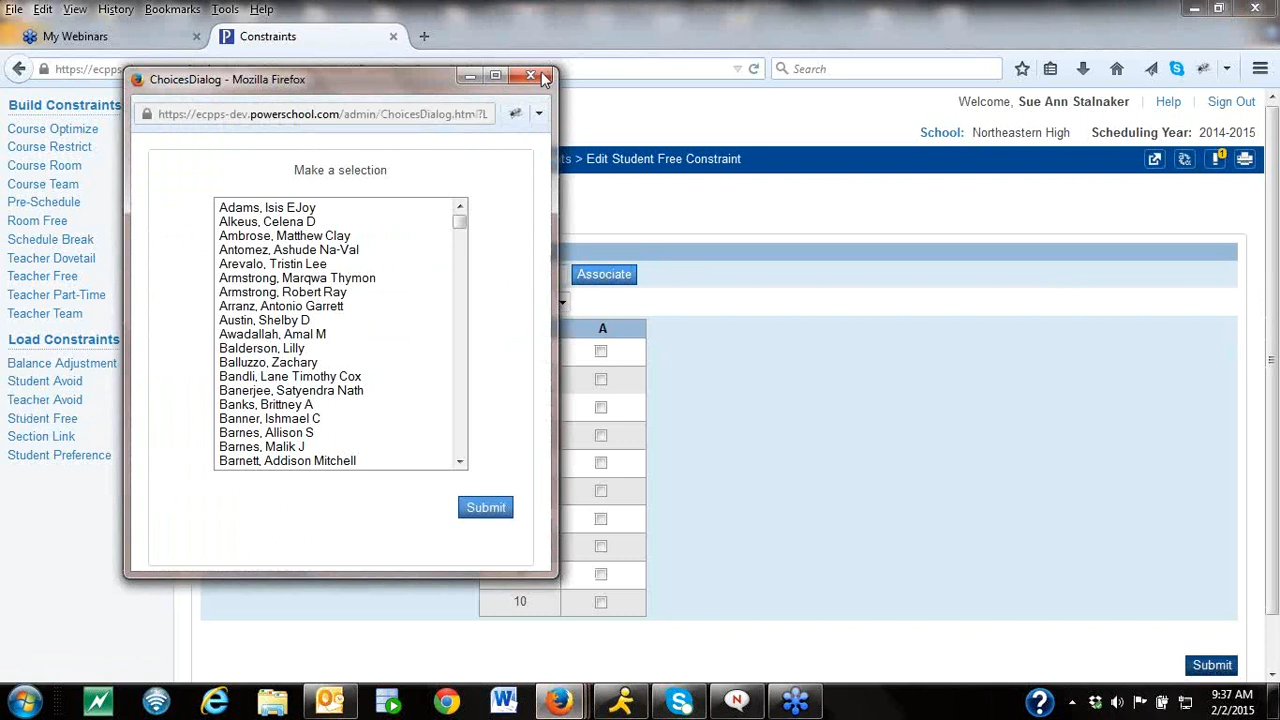 File Edit View History Bookmarks Tools Help
My Webinars
Constraints
https://ecpps
Search
ChoicesDialog - Mozilla Firefox
https://ecpps-dev.powerschool.com/admin/ChoicesDialog.htm?L
Welcome, Sue Ann Stalnaker Help Sign Out
School: Northeastern High Scheduling Year: 2014-2015
> Edit Student Free Constraint
1
Build Constraints
Course Optimize
Course Restrict
Course Room
Course Team
Pre-Schedule
Room Free
Schedule Break
Teacher Dovetail
Teacher Free
Teacher Part-Time
Teacher Team
Load Constraints
Balance Adjustment
Student Avoid
Teacher Avoid
Student Free
Section Link
Student Preference
Make a selection
Adams, Isis EJoy
Alkeus, Celena D
Ambrose, Matthew Clay
Antomez, Ashude Na-Val
Arevalo, Tristin Lee
Armstrong, Marqwa Thymon
Armstrong, Robert Ray
Arranz, Antonio Garrett
Austin, Shelby D
Awadallah, Amal M
Balderson, Lilly
Balluzzo, Zachary
Bandli, Lane Timothy Cox
Banerjee, Satyendra Nath
Banks, Brittney A
Banner, Ishmael C
Barnes, Allison S
Barnes, Malik J
Barnett, Addison Mitchell
Submit
Associate
A
10
Submit
9:37 AM
2/2/2015